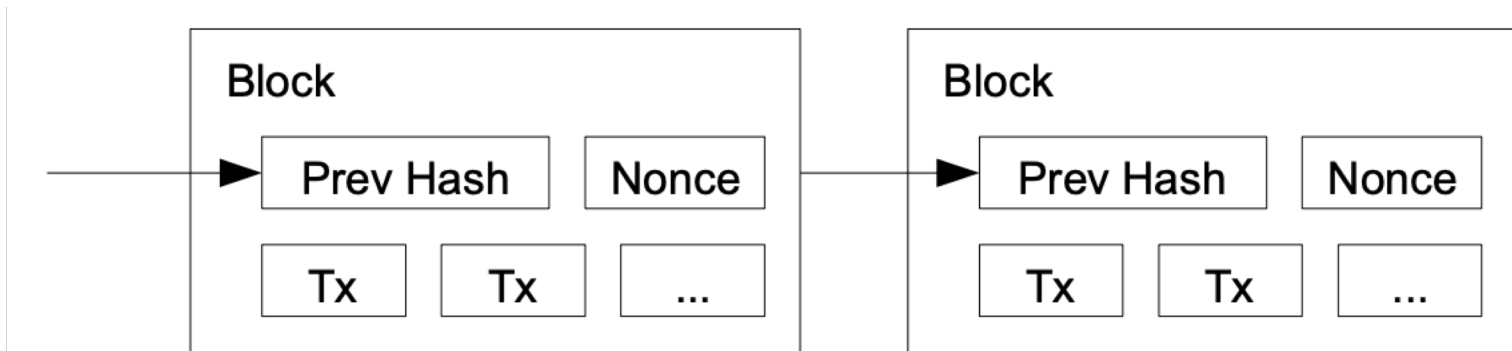 Block Block
Prev Hash Nonce Prev Hash Nonce
Tx Tx ... Tx Tx ...